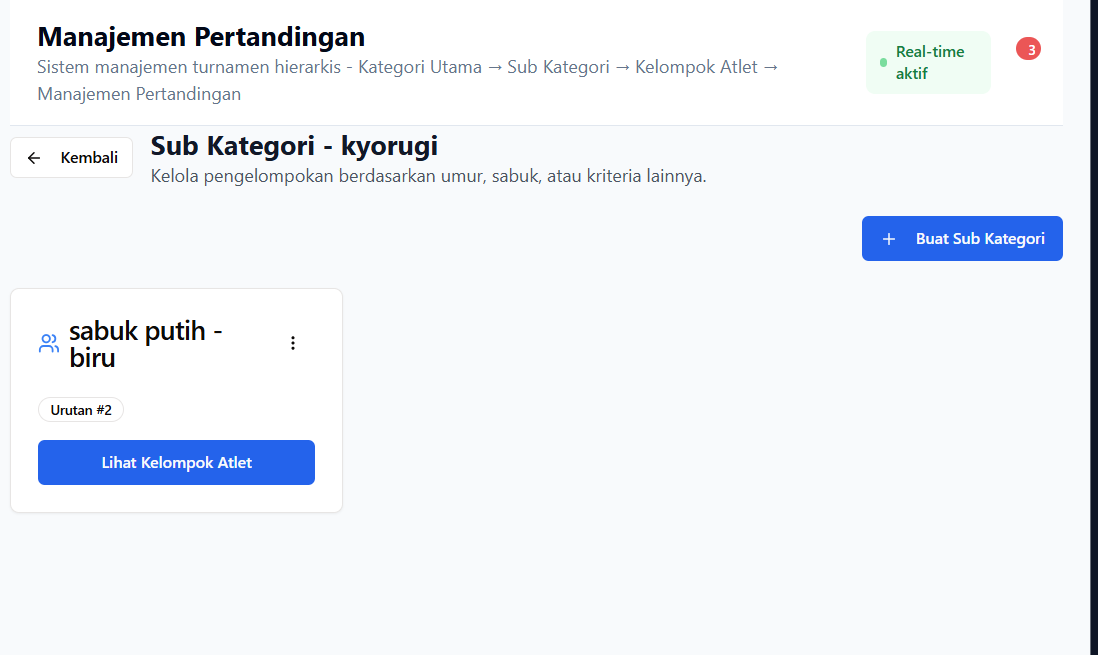 Manajemen Pertandingan
Sistem manajemen turnamen hierarkis - Kategori Utama → Sub Kategori → Kelompok Atlet →
Manajemen Pertandingan
Real-time
aktif
3
Kembali
Sub Kategori - kyorugi
Kelola pengelompokan berdasarkan umur, sabuk, atau kriteria lainnya.
Buat Sub Kategori
sabuk putih -
biru
Urutan #2
Lihat Kelompok Atlet